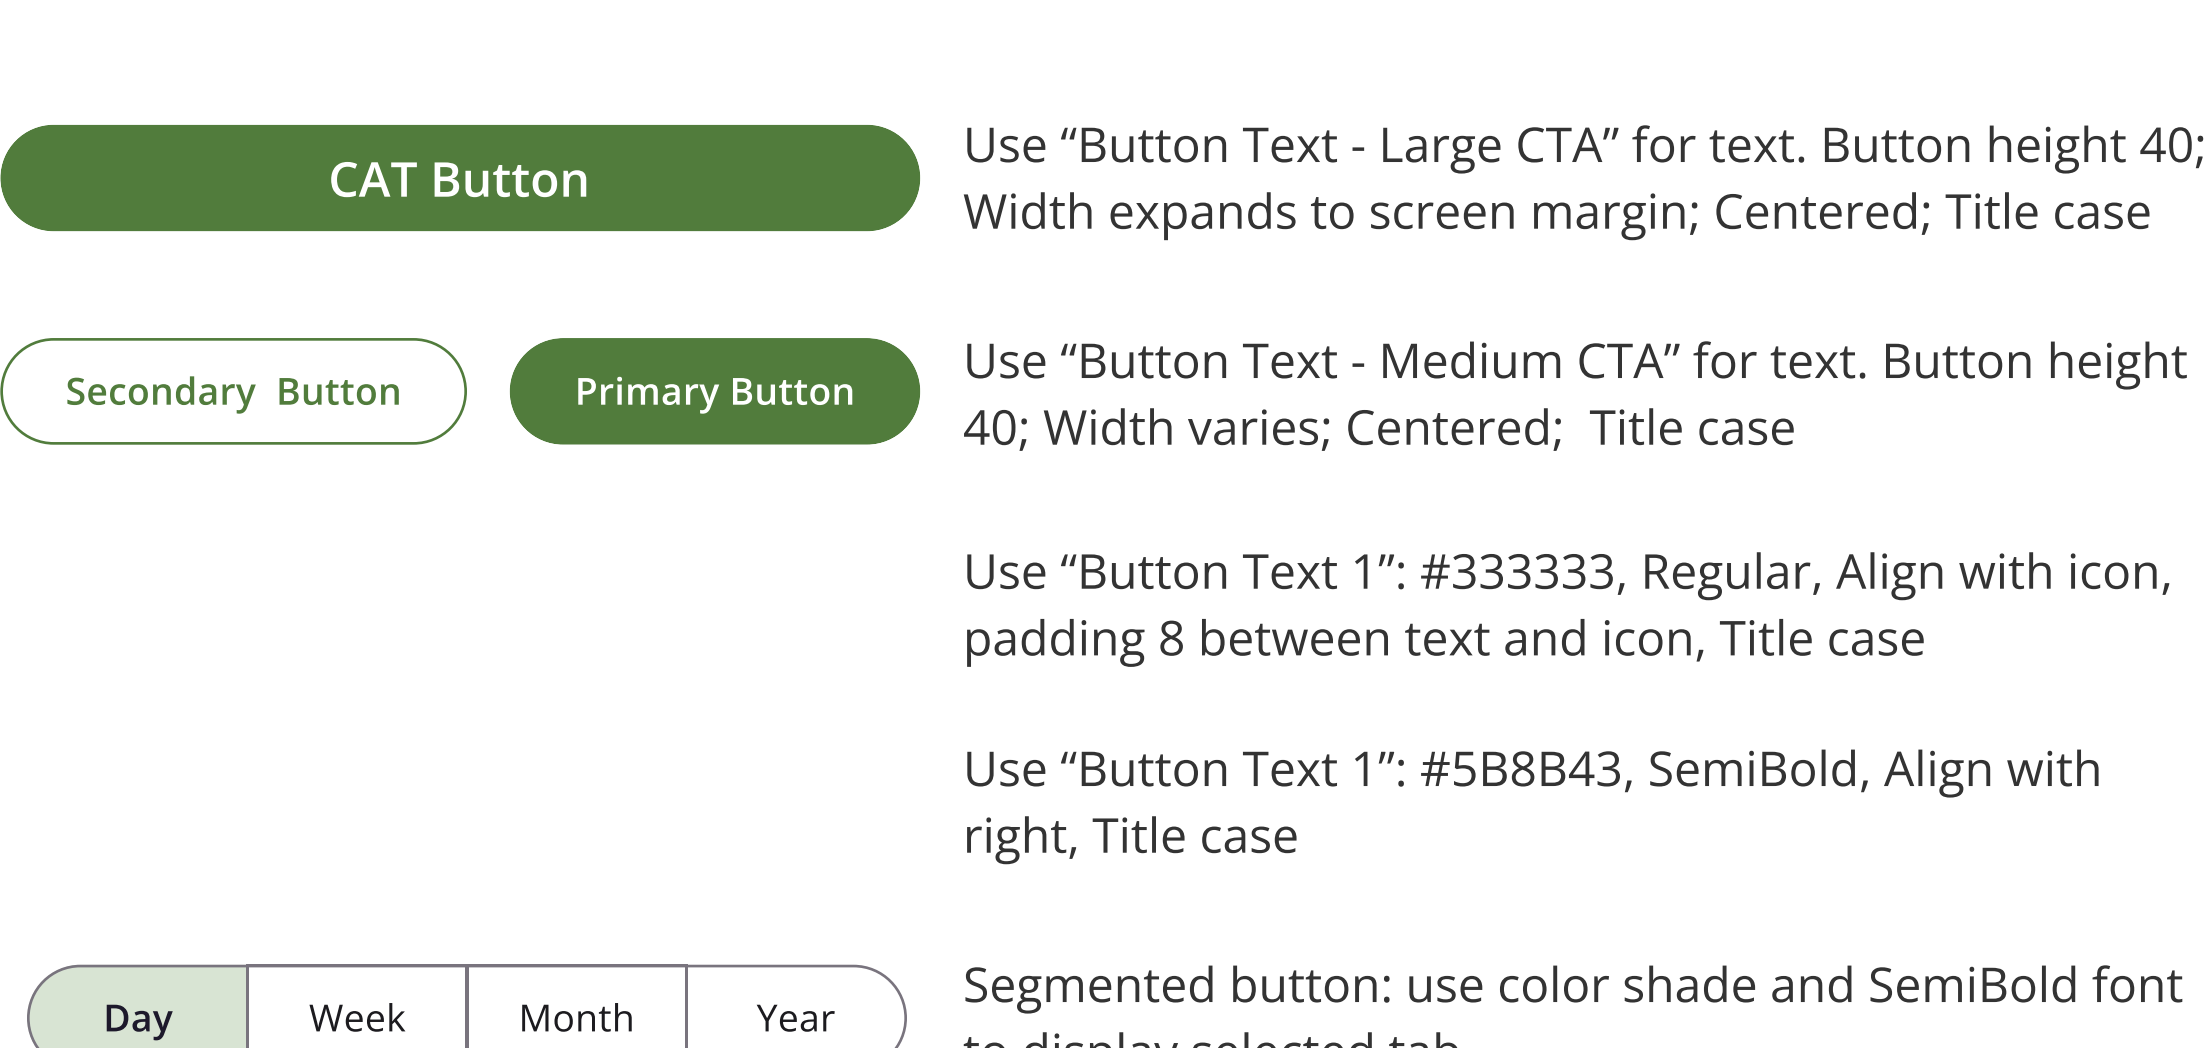 CAT Button
Use “Button Text - Large CTA” for text. Button height 40;
Width expands to screen margin; Centered; Title case
Secondary  Button
Primary Button
Use “Button Text - Medium CTA” for text. Button height
40; Width varies; Centered;  Title case
Use “Button Text 1”: #333333, Regular, Align with icon,
padding 8 between text and icon, Title case
Use “Button Text 1”: #5B8B43, SemiBold, Align with
right, Title case
Day
Week
Month
Year
Segmented button: use color shade and SemiBold font
to display selected tab